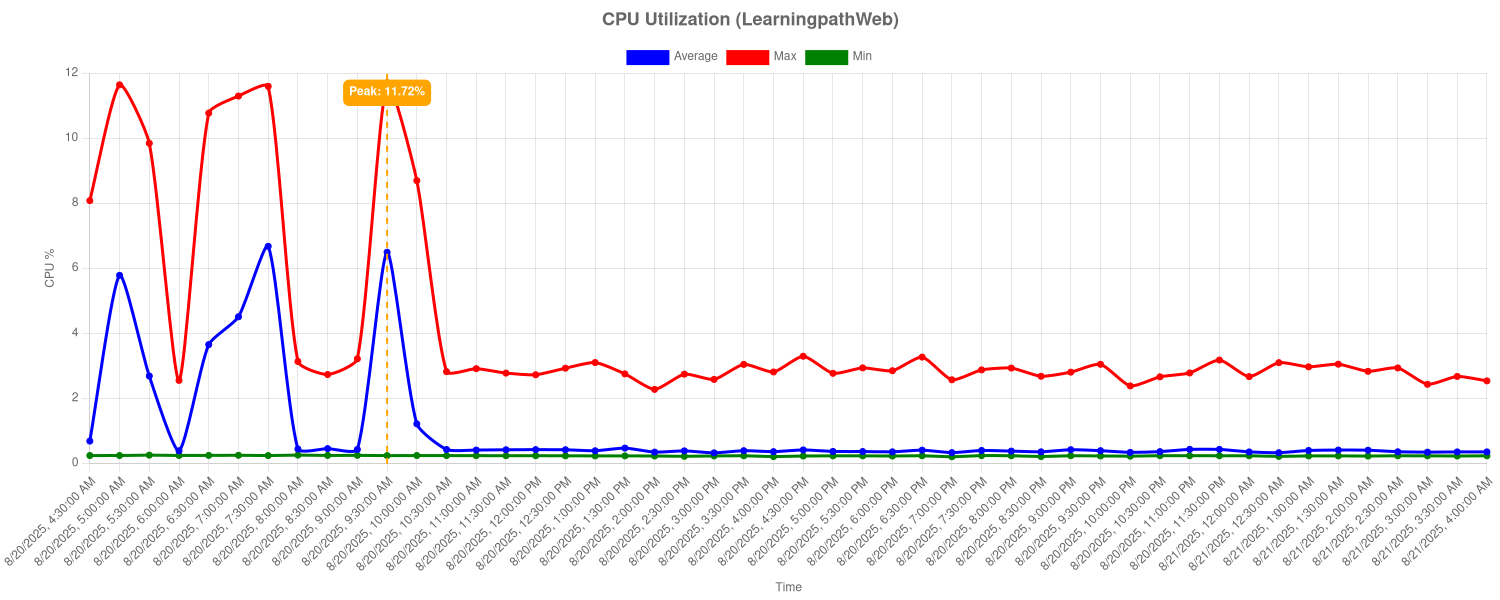 CPU Utilization (LearningpathWeb)
Average Max Min
Peak: 11.72%
CPU %
12
10
8
6
4
2
0
8/20/2025, 4:30:00 AM
8/20/2025, 5:00:00 AM
8/20/2025, 5:30:00 AM
8/20/2025, 6:00:00 AM
8/20/2025, 6:30:00 AM
8/20/2025, 7:00:00 AM
8/20/2025, 7:30:00 AM
8/20/2025, 8:00:00 AM
8/20/2025, 8:30:00 AM
8/20/2025, 9:00:00 AM
8/20/2025, 9:30:00 AM
8/20/2025, 10:00:00 AM
8/20/2025, 10:30:00 AM
8/20/2025, 11:00:00 AM
8/20/2025, 11:30:00 AM
8/20/2025, 12:00:00 PM
8/20/2025, 12:30:00 PM
8/20/2025, 1:00:00 PM
8/20/2025, 1:30:00 PM
8/20/2025, 2:00:00 PM
8/20/2025, 2:30:00 PM
8/20/2025, 3:00:00 PM
8/20/2025, 3:30:00 PM
8/20/2025, 4:00:00 PM
8/20/2025, 4:30:00 PM
8/20/2025, 5:00:00 PM
8/20/2025, 5:30:00 PM
8/20/2025, 6:00:00 PM
8/20/2025, 6:30:00 PM
8/20/2025, 7:00:00 PM
8/20/2025, 7:30:00 PM
8/20/2025, 8:00:00 PM
8/20/2025, 8:30:00 PM
8/20/2025, 9:00:00 PM
8/20/2025, 9:30:00 PM
8/20/2025, 10:00:00 PM
8/20/2025, 10:30:00 PM
8/20/2025, 11:00:00 PM
8/20/2025, 11:30:00 PM
8/21/2025, 12:00:00 AM
8/21/2025, 12:30:00 AM
8/21/2025, 1:00:00 AM
8/21/2025, 1:30:00 AM
8/21/2025, 2:00:00 AM
8/21/2025, 2:30:00 AM
8/21/2025, 3:00:00 AM
8/21/2025, 3:30:00 AM
8/21/2025, 4:00:00 AM
Time